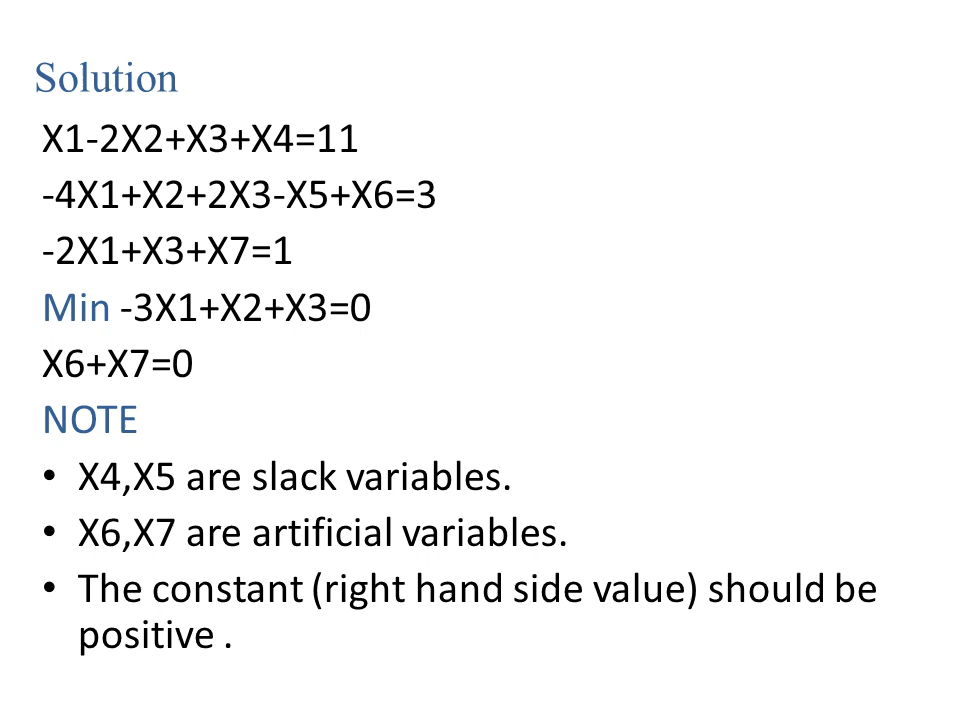 Solution
X1-2X2+X3+X4=11
-4X1+X2+2X3-X5+X6=3
-2X1+X3+X7=1
Min -3X1+X2+X3=0
X6+X7=0
NOTE
• X4,X5 are slack variables.
• X6,X7 are artificial variables.
• The constant (right hand side value) should be
positive .